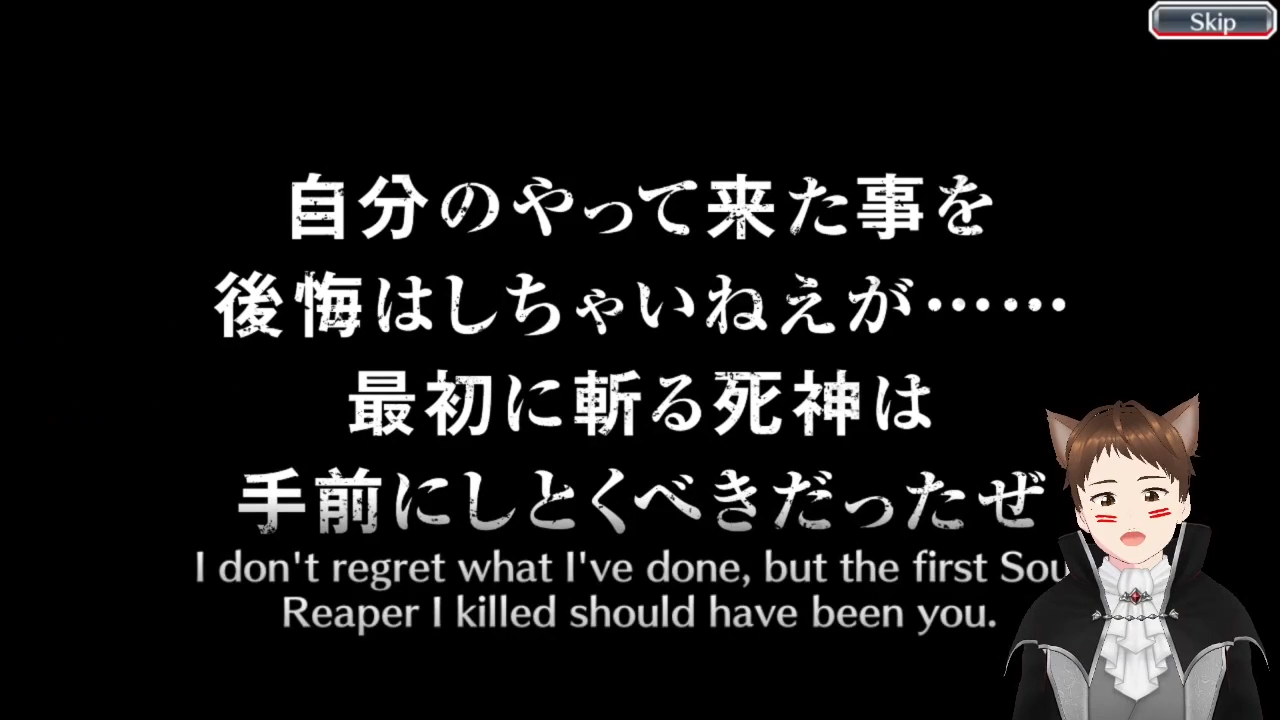 Skip
自分のやって来た事を
後悔はしちゃいねえが……
最初に斬る死神は
手前にしとくべきだったぜ
I don't regret what I've done, but the first Sou
Reaper I killed should have been you.